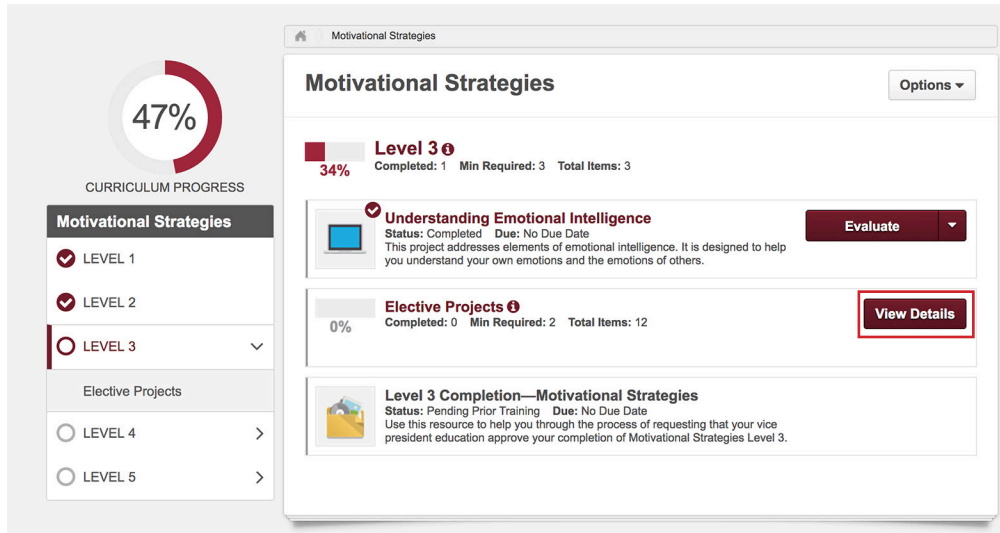 Motivational Strategies
47%
CURRICULUM PROGRESS
Motivational Strategies
LEVEL 1
LEVEL 2
LEVEL 3
Elective Projects
LEVEL 4
LEVEL 5
Motivational Strategies
Options
Level 3
34%
Completed: 1 Min Required: 3 Total Items: 3
Understanding Emotional Intelligence
Status: Completed Due: No Due Date
This project addresses elements of emotional intelligence. It is designed to help
you understand your own emotions and the emotions of others.
Evaluate
Elective Projects
0%
Completed: 0 Min Required: 2 Total Items: 12
View Details
Level 3 Completion—Motivational Strategies
Status: Pending Prior Training Due: No Due Date
Use this resource to help you through the process of requesting that your vice
president education approve your completion of Motivational Strategies Level 3.